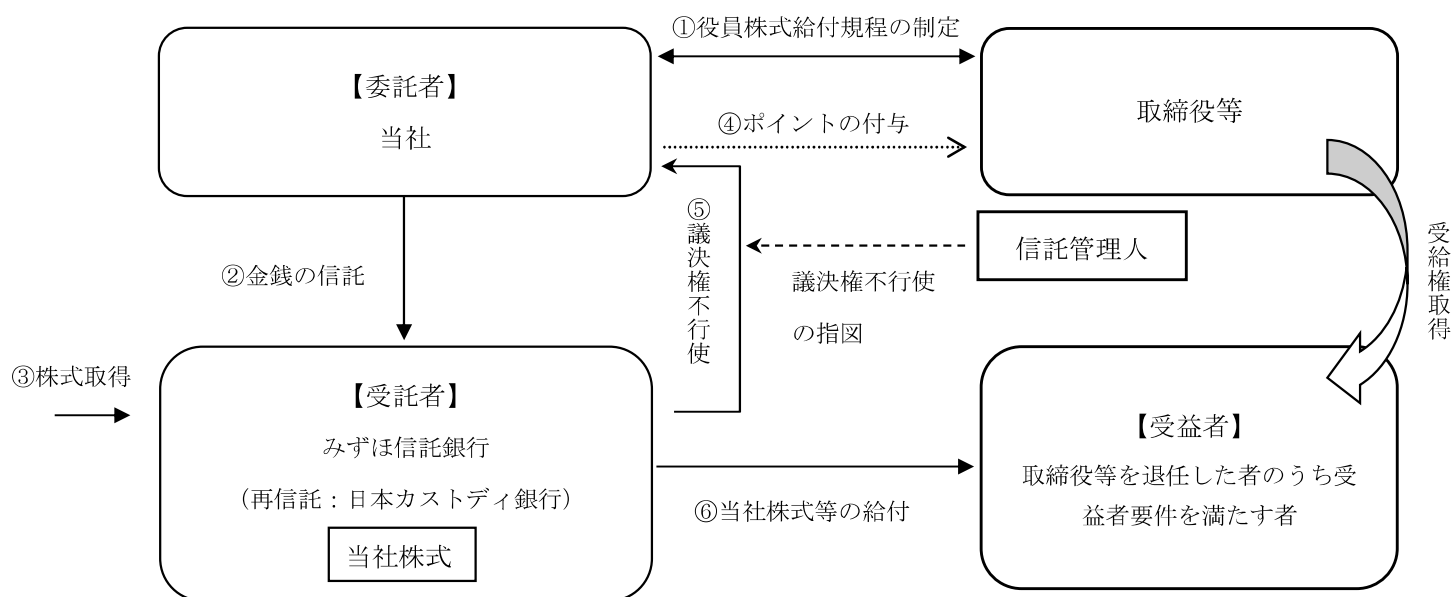 ①役員株式給付規程の制定
【委託者】
当社
取締役等
④ポイントの付与
⑤議決権不行使
信託管理人
議決権不行使
の指図
受給権取得
②金銭の信託
③株式取得
【受託者】
みずほ信託銀行
（再信託：日本カストディ銀行）
当社株式
⑥当社株式等の給付
【受益者】
取締役等を退任した者のうち受
益者要件を満たす者